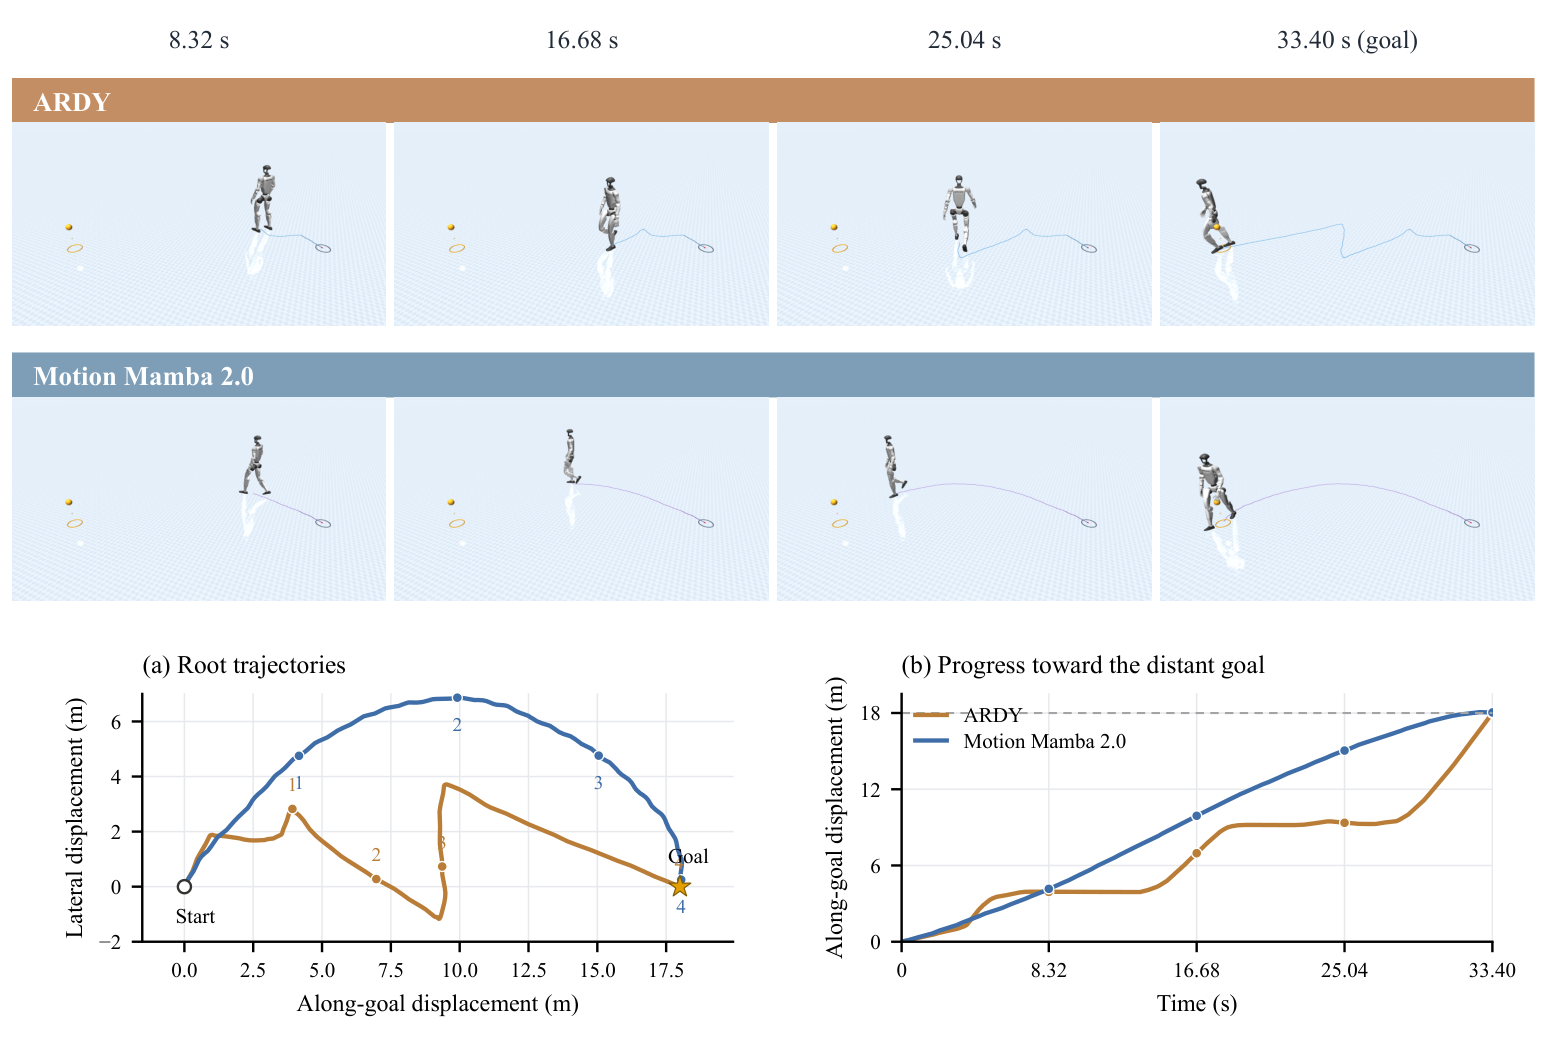 8.32 s 16.68 s 25.04 s 33.40 s (goal)
ARDY
Motion Mamba 2.0
(a) Root trajectories
Lateral displacement (m)
6
4
2
0
−2
1
1
2
2
3
3
Goal
4
Start
0.0 2.5 5.0 7.5 10.0 12.5 15.0 17.5
Along-goal displacement (m)
(b) Progress toward the distant goal
Along-goal displacement (m)
18
12
6
0
ARDY
Motion Mamba 2.0
0 8.32 16.68 25.04 33.40
Time (s)